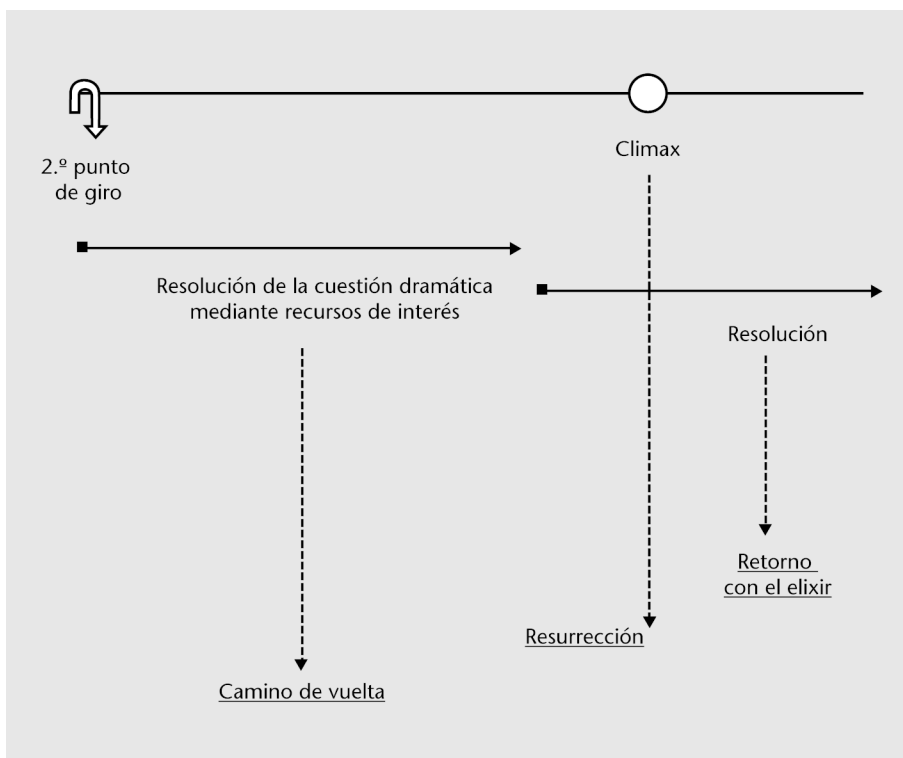 Climax
2.º punto
de giro
Resolución de la cuestión dramática
mediante recursos de interés
Resolución
Retorno
con el elixir
Resurrección
Camino de vuelta